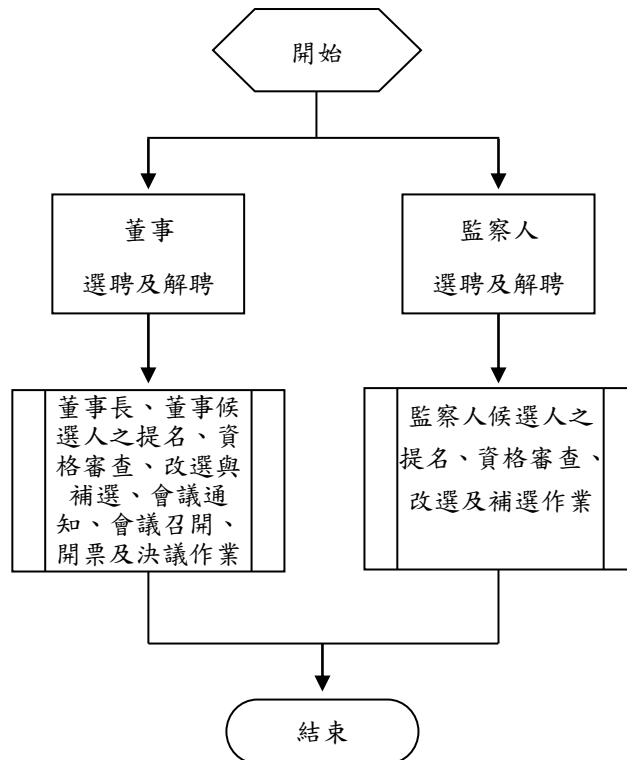 開始
董事
選聘及解聘
監察人
選聘及解聘
董事長、董事候
選人之提名、資
格審查、改選與
補選、會議通
知、會議召開、
開票及決議作業
監察人候選人之
提名、資格審查、
改選及補選作業
結束